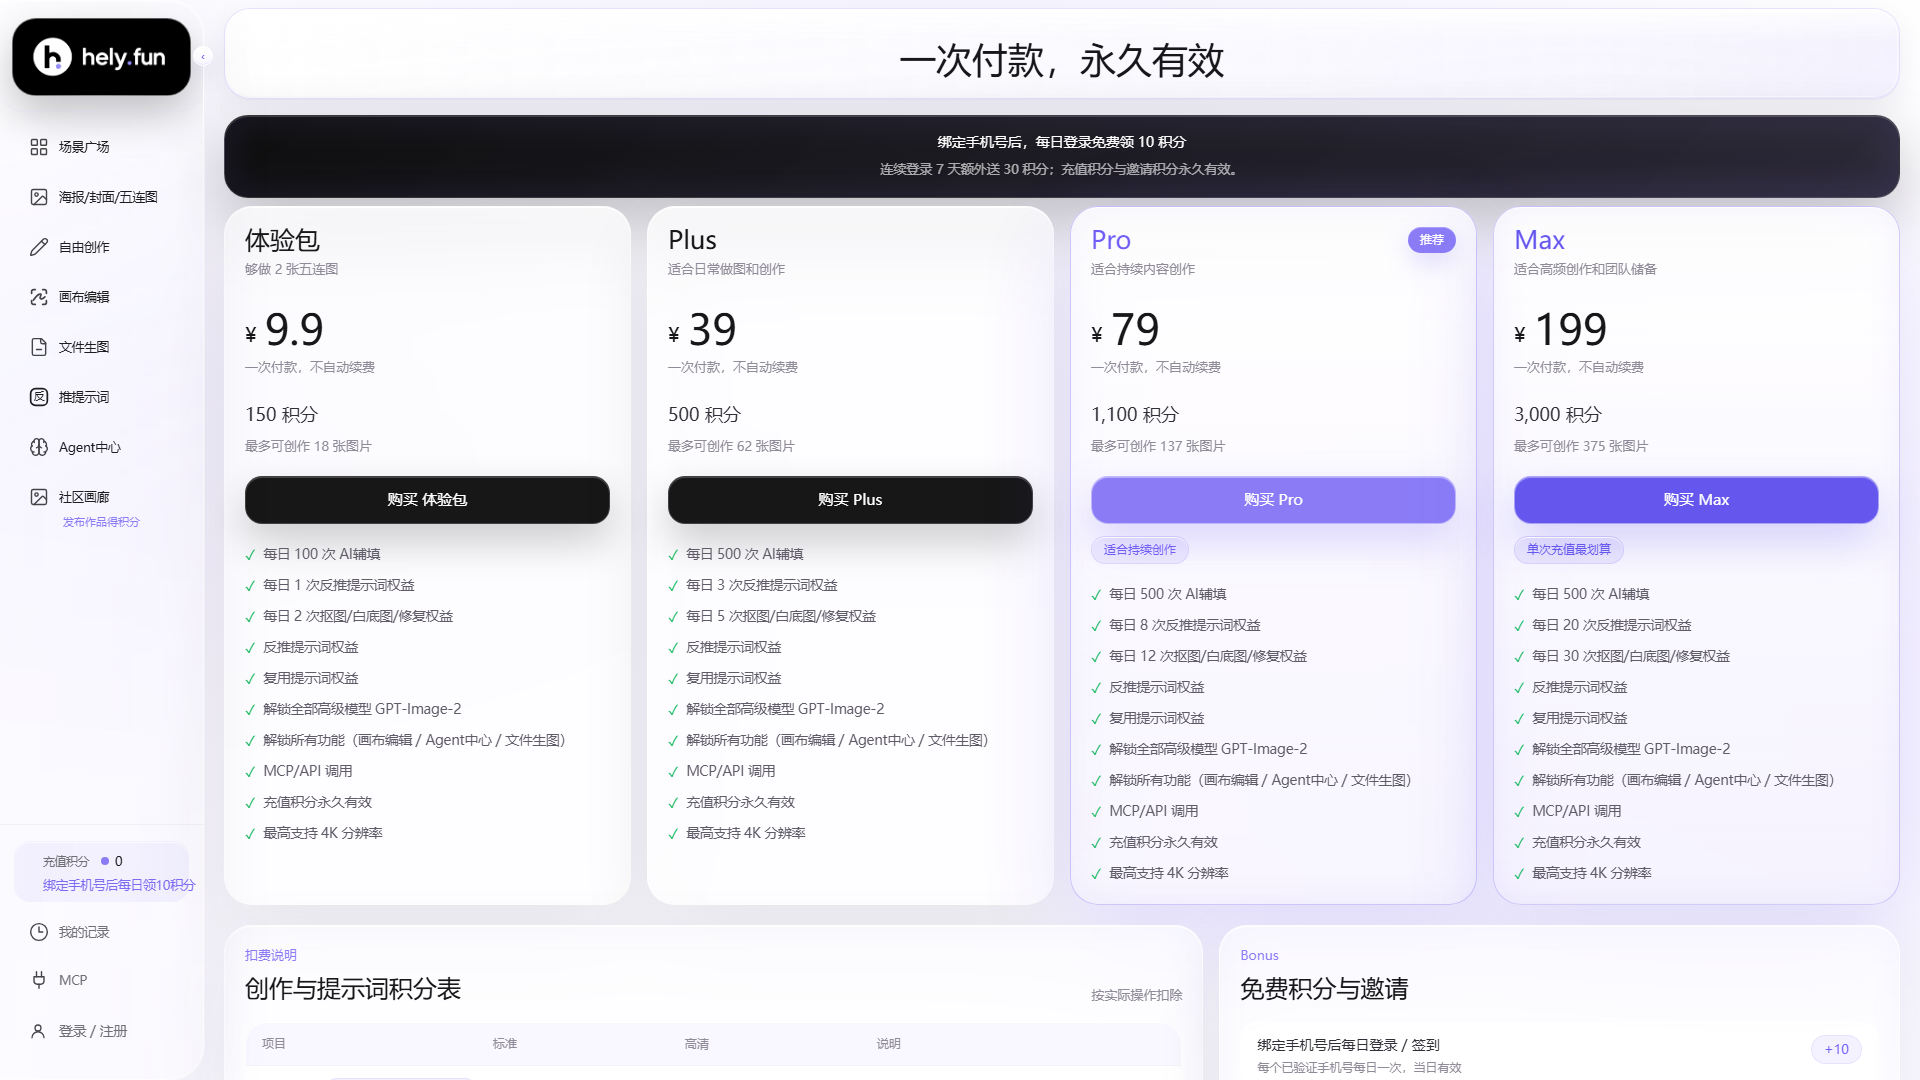 hely.fun
场景广场
海报/封面/五连图
自由创作
画布编辑
文件生图
反
推提示词
Agent中心
社区画廊
发布作品得积分
充值积分 0
绑定手机号后每日领10积分
我的记录
MCP
登录 / 注册
一次付款，永久有效
绑定手机号后，每日登录免费领 10 积分
连续登录 7 天额外送 30 积分；充值积分与邀请积分永久有效。
体验包
够做 2 张五连图
¥ 9.9
一次付款，不自动续费
150 积分
最多可创作 18 张图片
购买 体验包
✓ 每日 100 次 AI辅填
✓ 每日 1 次反推提示词权益
✓ 每日 2 次抠图/白底图/修复权益
✓ 反推提示词权益
✓ 复用提示词权益
✓ 解锁全部高级模型 GPT-Image-2
✓ 解锁所有功能（画布编辑 / Agent中心 / 文件生图）
✓ MCP/API 调用
✓ 充值积分永久有效
✓ 最高支持 4K 分辨率
Plus
适合日常做图和创作
¥ 39
一次付款，不自动续费
500 积分
最多可创作 62 张图片
购买 Plus
✓ 每日 500 次 AI辅填
✓ 每日 3 次反推提示词权益
✓ 每日 5 次抠图/白底图/修复权益
✓ 反推提示词权益
✓ 复用提示词权益
✓ 解锁全部高级模型 GPT-Image-2
✓ 解锁所有功能（画布编辑 / Agent中心 / 文件生图）
✓ MCP/API 调用
✓ 充值积分永久有效
✓ 最高支持 4K 分辨率
Pro
推荐
适合持续内容创作
¥ 79
一次付款，不自动续费
1,100 积分
最多可创作 137 张图片
购买 Pro
适合持续创作
✓ 每日 500 次 AI辅填
✓ 每日 8 次反推提示词权益
✓ 每日 12 次抠图/白底图/修复权益
✓ 反推提示词权益
✓ 复用提示词权益
✓ 解锁全部高级模型 GPT-Image-2
✓ 解锁所有功能（画布编辑 / Agent中心 / 文件生图）
✓ MCP/API 调用
✓ 充值积分永久有效
✓ 最高支持 4K 分辨率
Max
适合高频创作和团队储备
¥ 199
一次付款，不自动续费
3,000 积分
最多可创作 375 张图片
购买 Max
单次充值最划算
✓ 每日 500 次 AI辅填
✓ 每日 20 次反推提示词权益
✓ 每日 30 次抠图/白底图/修复权益
✓ 反推提示词权益
✓ 复用提示词权益
✓ 解锁全部高级模型 GPT-Image-2
✓ 解锁所有功能（画布编辑 / Agent中心 / 文件生图）
✓ MCP/API 调用
✓ 充值积分永久有效
✓ 最高支持 4K 分辨率
扣费说明
创作与提示词积分表
按实际操作扣除
项目 标准 高清 说明
Bonus
免费积分与邀请
绑定手机号后每日登录 / 签到
每个已验证手机号每日一次，当日有效
+10